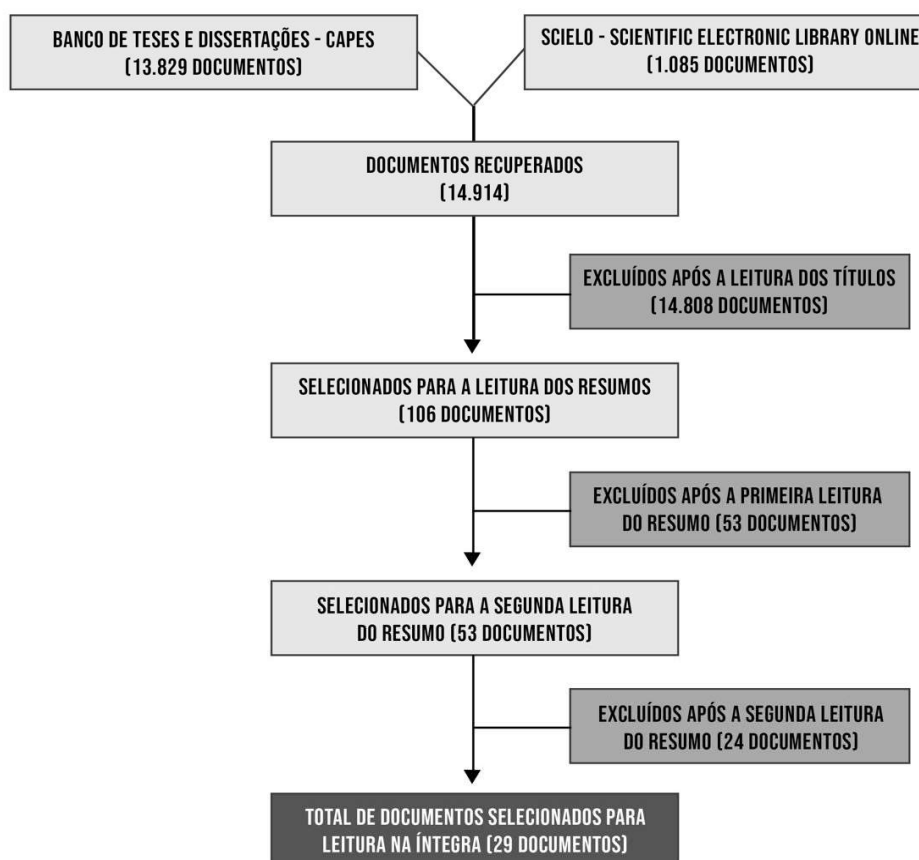 BANCO DE TESES E DISSERTAÇÕES - CAPES
(13.829 DOCUMENTOS)
SCIELO - SCIENTIFIC ELECTRONIC LIBRARY ONLINE
(1.085 DOCUMENTOS)
DOCUMENTOS RECUPERADOS
(14.914)
EXCLUÍDOS APÓS A LEITURA DOS TÍTULOS
(14.808 DOCUMENTOS)
SELECIONADOS PARA A LEITURA DOS RESUMOS
(106 DOCUMENTOS)
EXCLUÍDOS APÓS A PRIMEIRA LEITURA
DO RESUMO (53 DOCUMENTOS)
SELECIONADOS PARA A SEGUNDA LEITURA
DO RESUMO (53 DOCUMENTOS)
EXCLUÍDOS APÓS A SEGUNDA LEITURA
DO RESUMO (24 DOCUMENTOS)
TOTAL DE DOCUMENTOS SELECIONADOS PARA
LEITURA NA ÍNTEGRA (29 DOCUMENTOS)